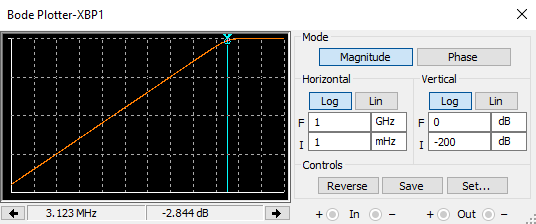 Bode Plotter-XBP1
Mode
Magnitude Phase
Horizontal Vertical
Log Lin Log Lin
F 1 GHz F 0 dB
I 1 mHz I -200 dB
Controls
Reverse Save Set...
3.123 MHz -2.844 dB + In − + Out −